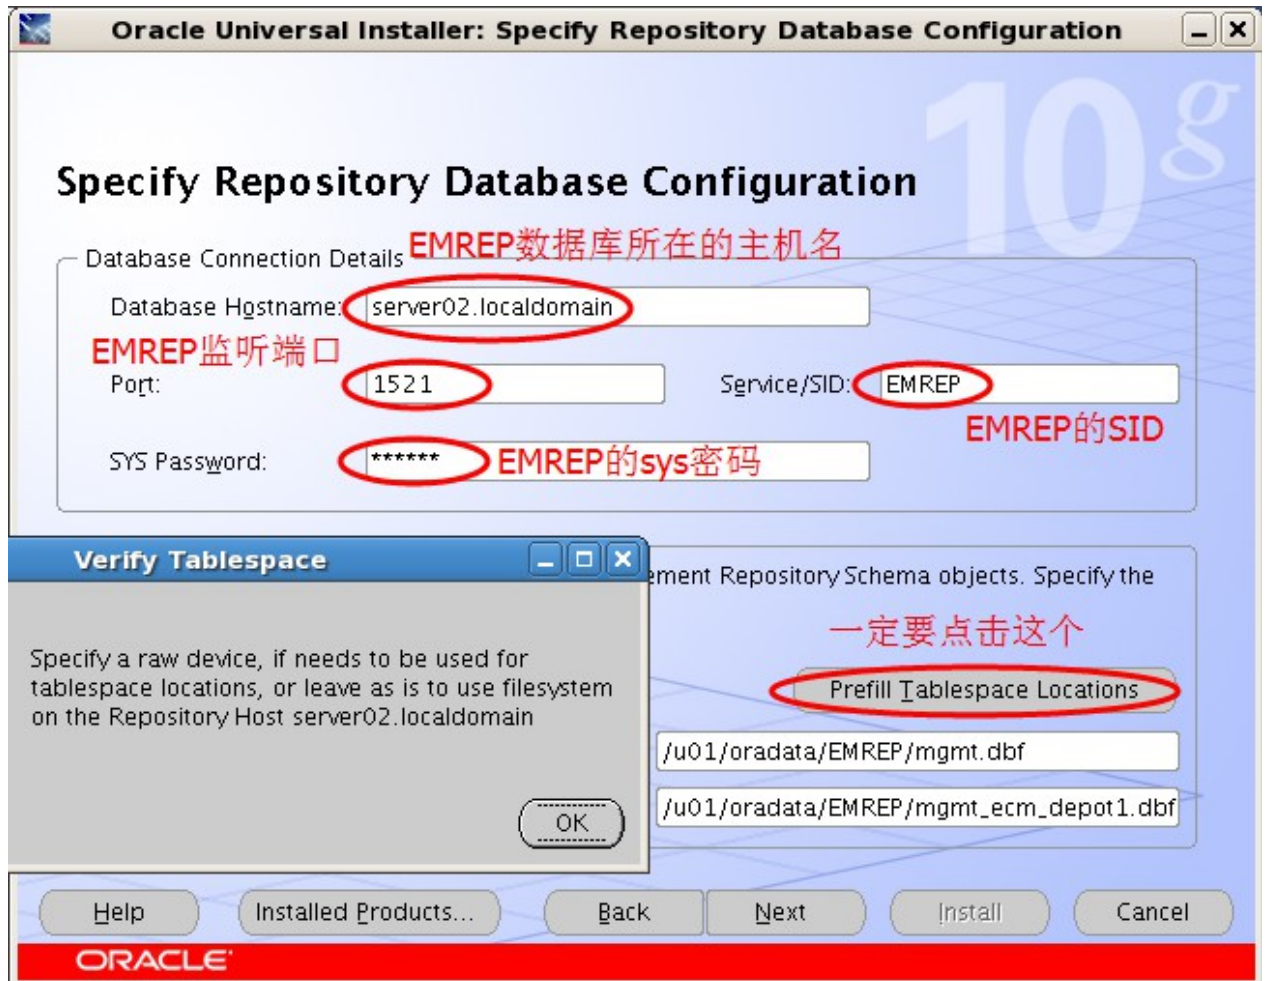 Oracle Universal Installer: Specify Repository Database Configuration
10g
Specify Repository Database Configuration
EMREP数据库所在的主机名
Database Connection Details
Database Hostname: server02.localdomain
EMREP监听端口
Port: 1521 Service/SID: EMREP
EMREP的SID
SYS Password: ****** EMREP的sys密码
Verify Tablespace
ement Repository Schema objects. Specify the
一定要点击这个
Specify a raw device, if needs to be used for
tablespace locations, or leave as is to use filesystem
on the Repository Host server02.localdomain
Prefill Tablespace Locations
/u01/oradata/EMREP/mgmt.dbf
/u01/oradata/EMREP/mgmt_ecm_depot1.dbf
OK
Help Installed Products... Back Next Install Cancel
ORACLE